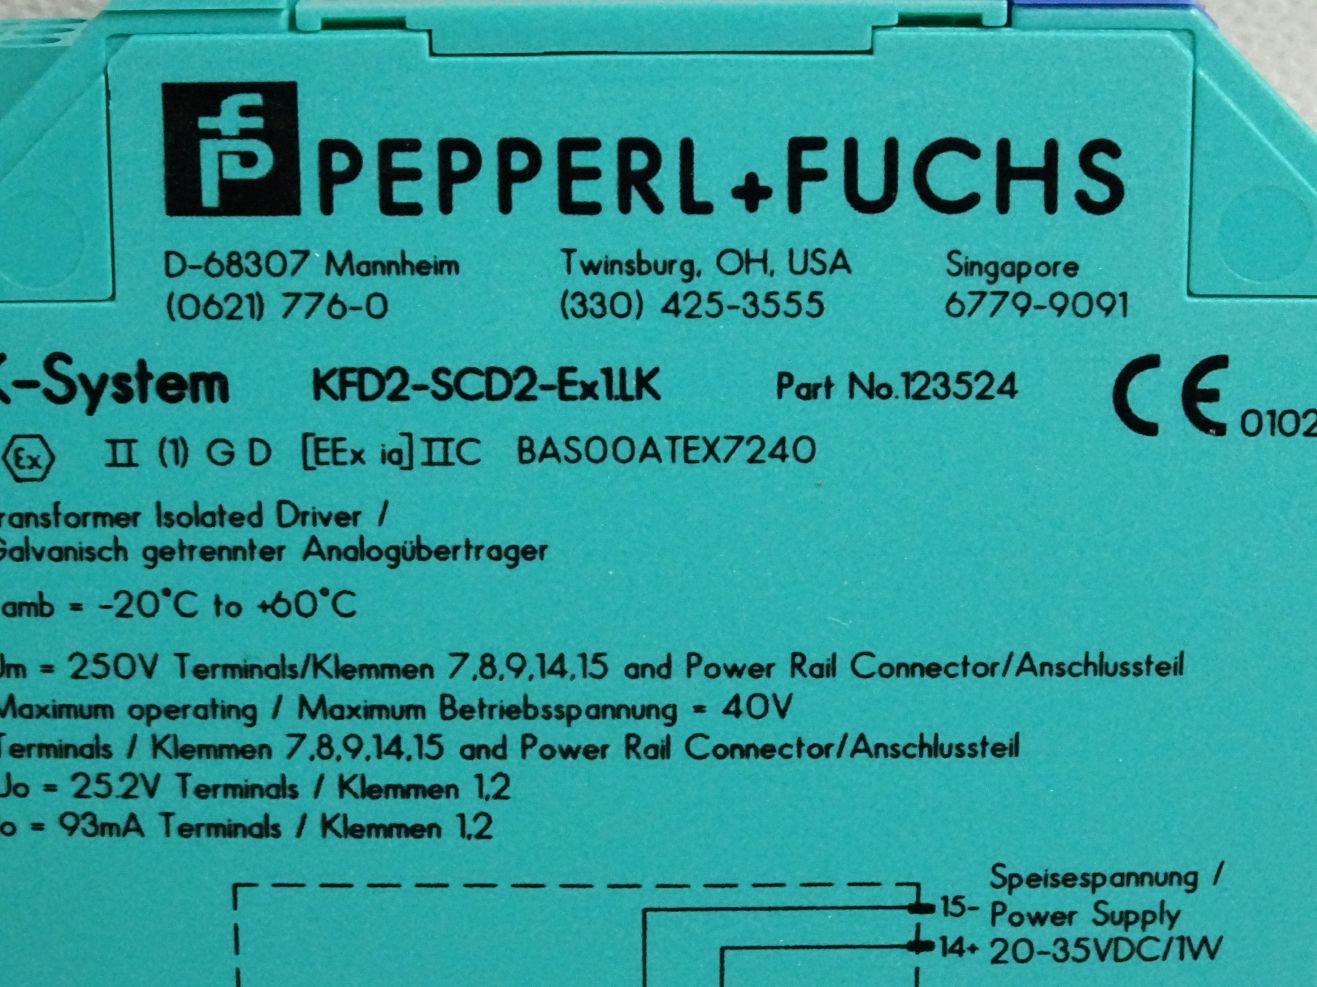 fp PEPPERL+FUCHS
D-68307 Mannheim Twinsburg, OH, USA Singapore
(0621) 776-0 (330) 425-3555 6779-9091
K-System KFD2-SCD2-Ex1.LK Part No.123524 CE 0102
Ex II (1) G D [EEx ia] IIC BAS00ATEX7240
ransformer Isolated Driver /
Galvanisch getrennter Analogübertrager
amb = -20°C to +60°C
Um = 250V Terminals/Klemmen 7,8,9,14,15 and Power Rail Connector/Anschlussteil
Maximum operating / Maximum Betriebsspannung = 40V
Terminals / Klemmen 7,8,9,14,15 and Power Rail Connector/Anschlussteil
Uo = 25.2V Terminals / Klemmen 1,2
o = 93mA Terminals / Klemmen 1,2
Speisespannung /
15- Power Supply
14+ 20-35VDC/1W